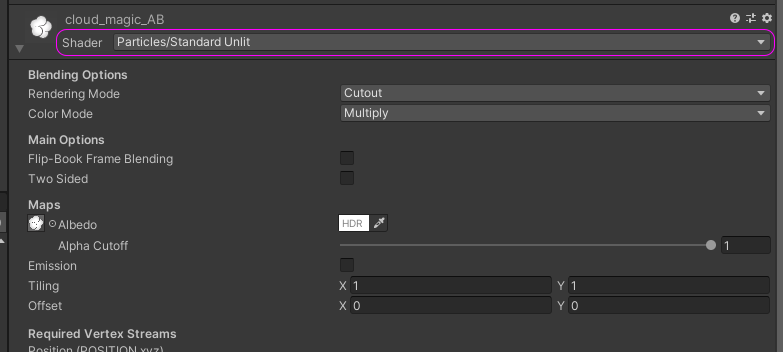 cloud_magic_AB
Shader Particles/Standard Unlit
Blending Options
Rendering Mode Cutout
Color Mode Multiply
Main Options
Flip-Book Frame Blending
Two Sided
Maps
Albedo HDR
Alpha Cutoff 1
Emission
Tiling X 1 Y 1
Offset X 0 Y 0
Required Vertex Streams
Position (POSITION.xyz)